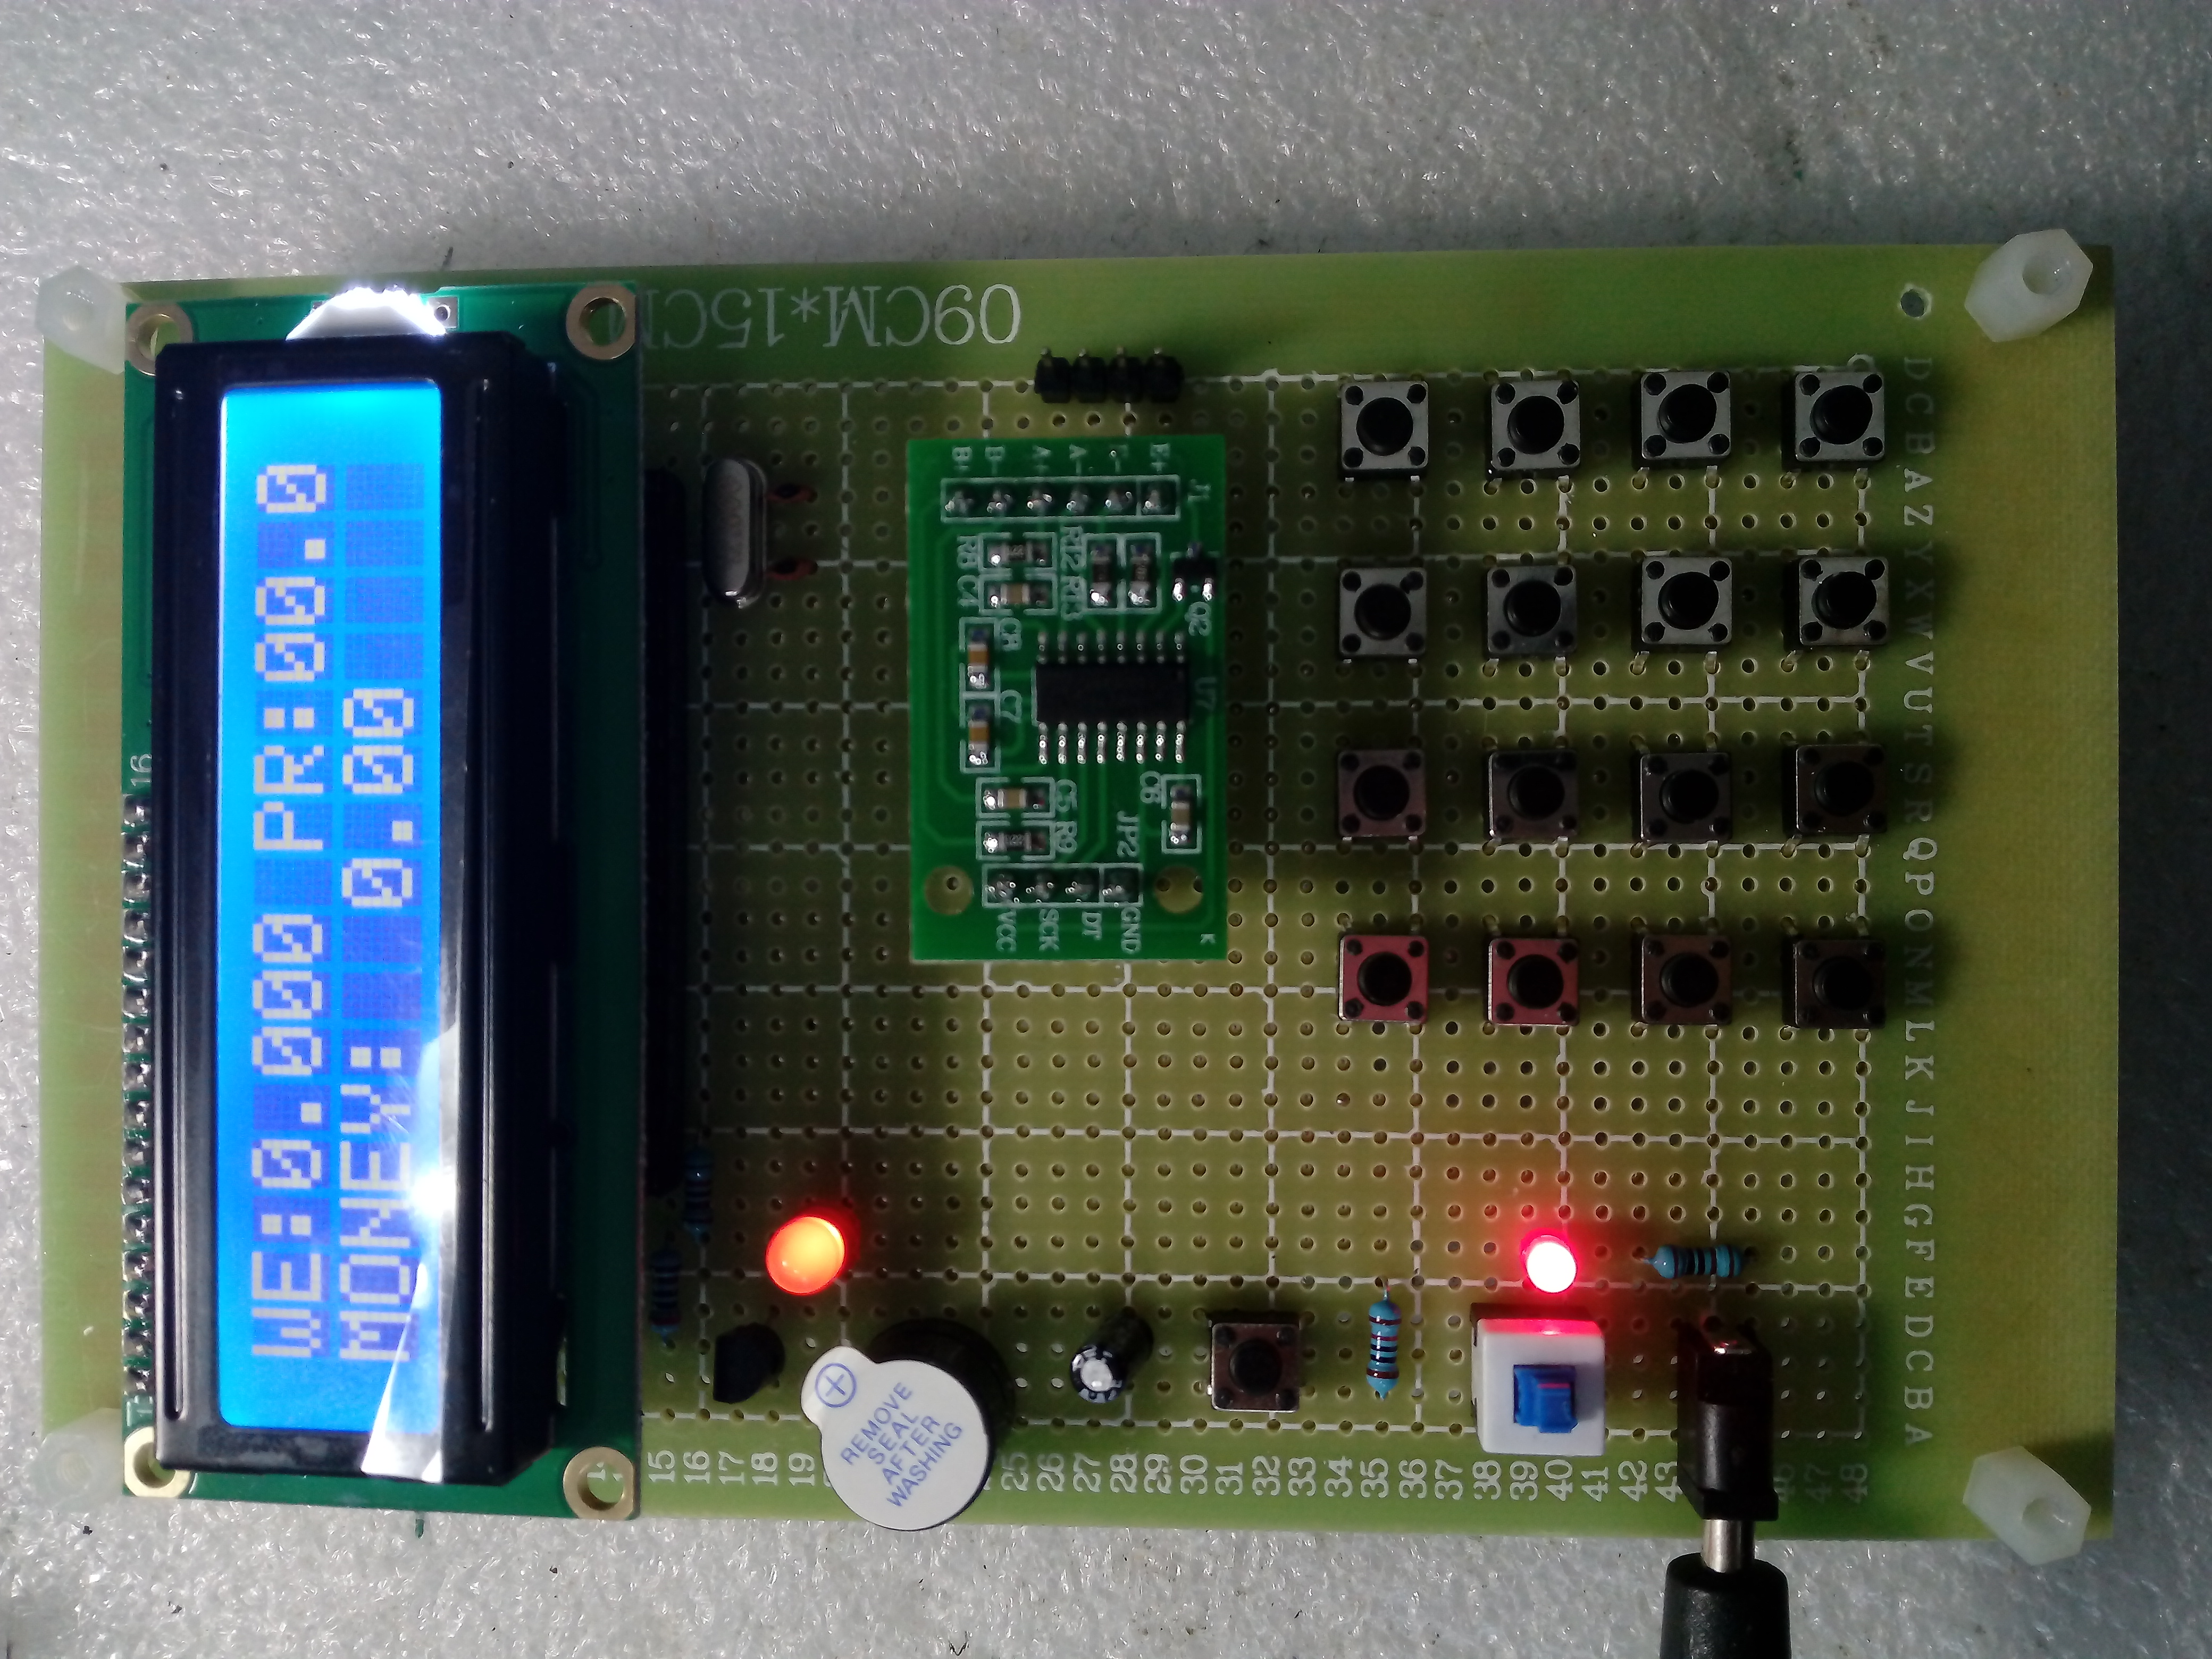 WE:0.000 PR:00.0
MONEY: 0.00
09CM*15CM
16
B+ B- A+ A- E- E+
J1
R8 C4
R12 R13
Q2
C8
C7
U7
C5 R9
C6
JP2
VCC SCK DT GND
K
REMOVE
SEAL
AFTER
WASHING
15 16 17 18 19 25 26 27 28 29 30 31 32 33 34 35 36 37 38 39 40 41 42 43 46 47 48
D C B A Z Y X W V U T S R Q P O N M L K J I H G F E D C B A